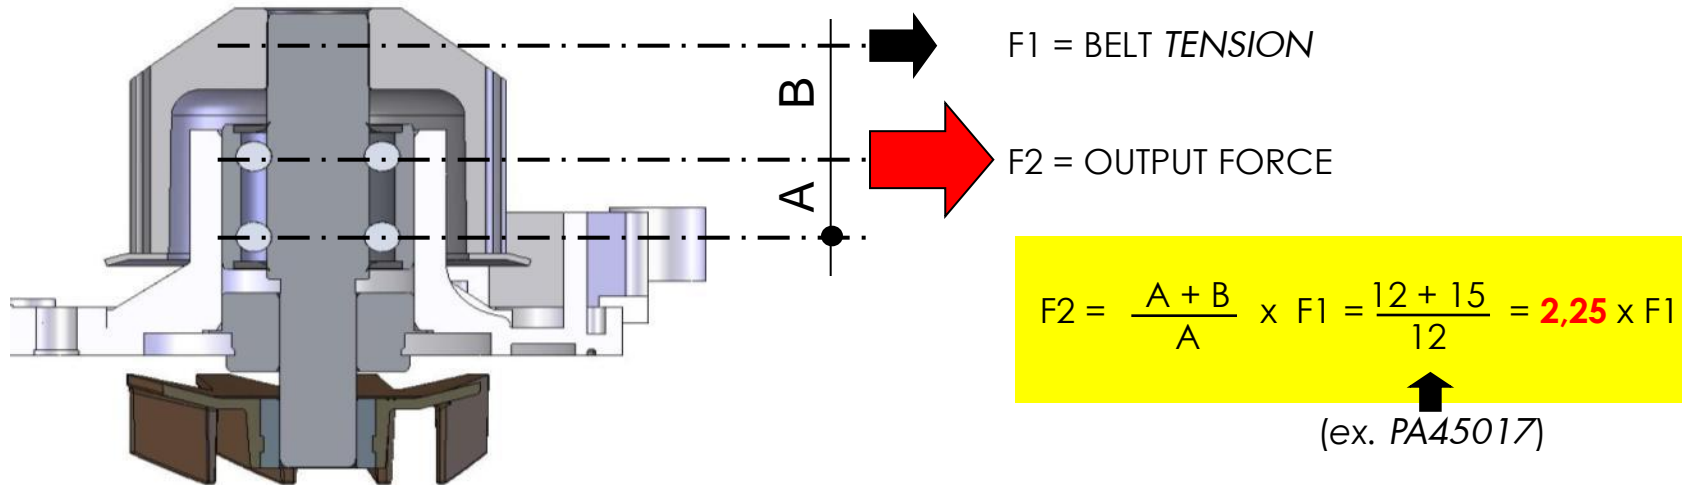 F1 = BELT TENSION
B
F2 = OUTPUT FORCE
A
F2 = A + B / A x F1 = 12 + 15 / 12 = 2,25 x F1
(ex. PA45017)